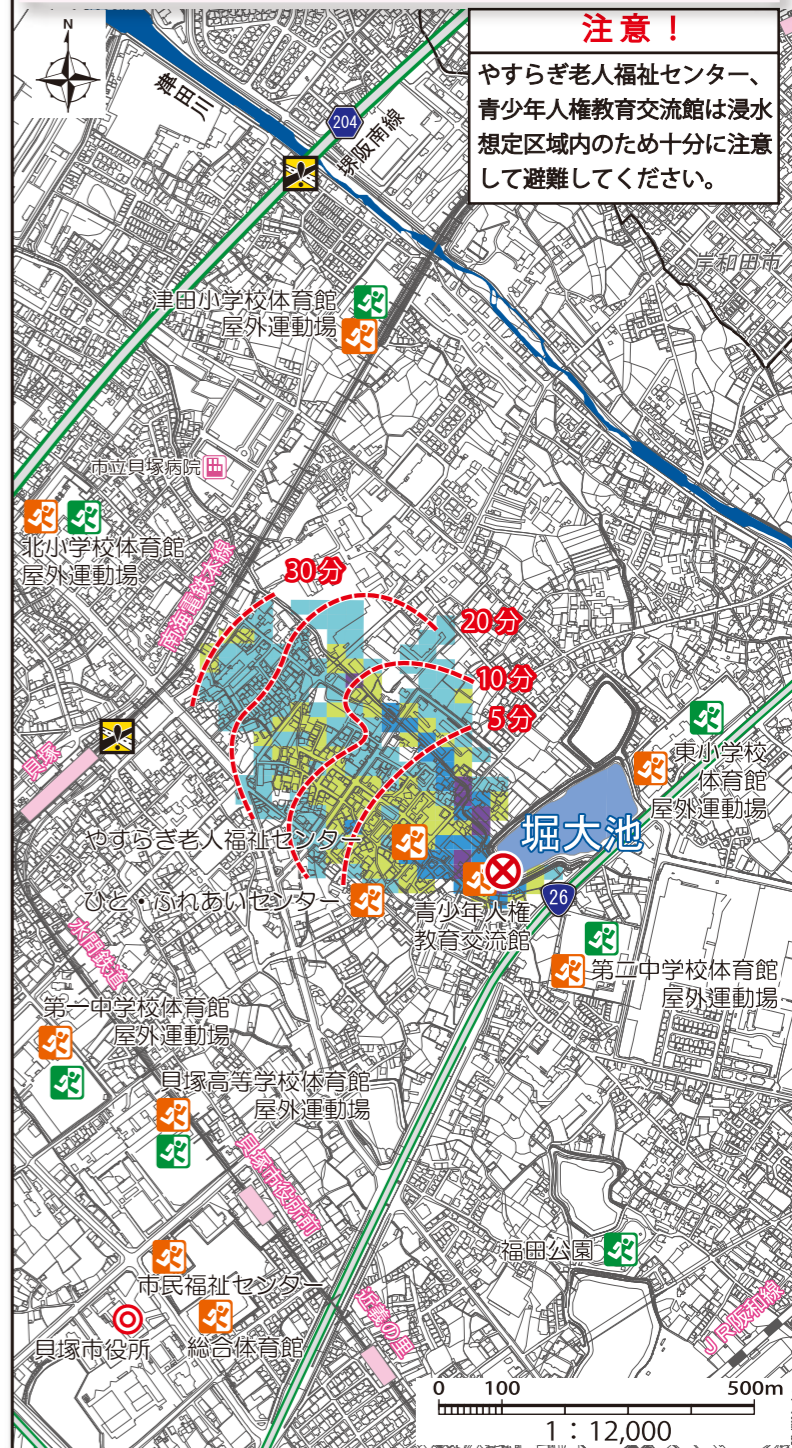 注意！
やすらぎ老人福祉センター、
青少年人権教育交流館は浸水
想定区域内のため十分に注意
して避難してください。
N
津田川
204
堺阪南線
岸和田市
津田小学校体育館
屋外運動場
市立貝塚病院
北小学校体育館
屋外運動場
南海電鉄本線
30分
20分
10分
5分
貝塚
東小学校
体育館
屋外運動場
堀大池
やすらぎ老人福祉センター
ひと・ふれあいセンター
青少年人権
教育交流館
26
水間鉄道
第二中学校体育館
屋外運動場
第一中学校体育館
屋外運動場
貝塚高等学校体育館
屋外運動場
貝塚市役所前
福田公園
市民福祉センター
近義の里
JR阪和線
貝塚市役所
総合体育館
0 100 500m
1：12,000